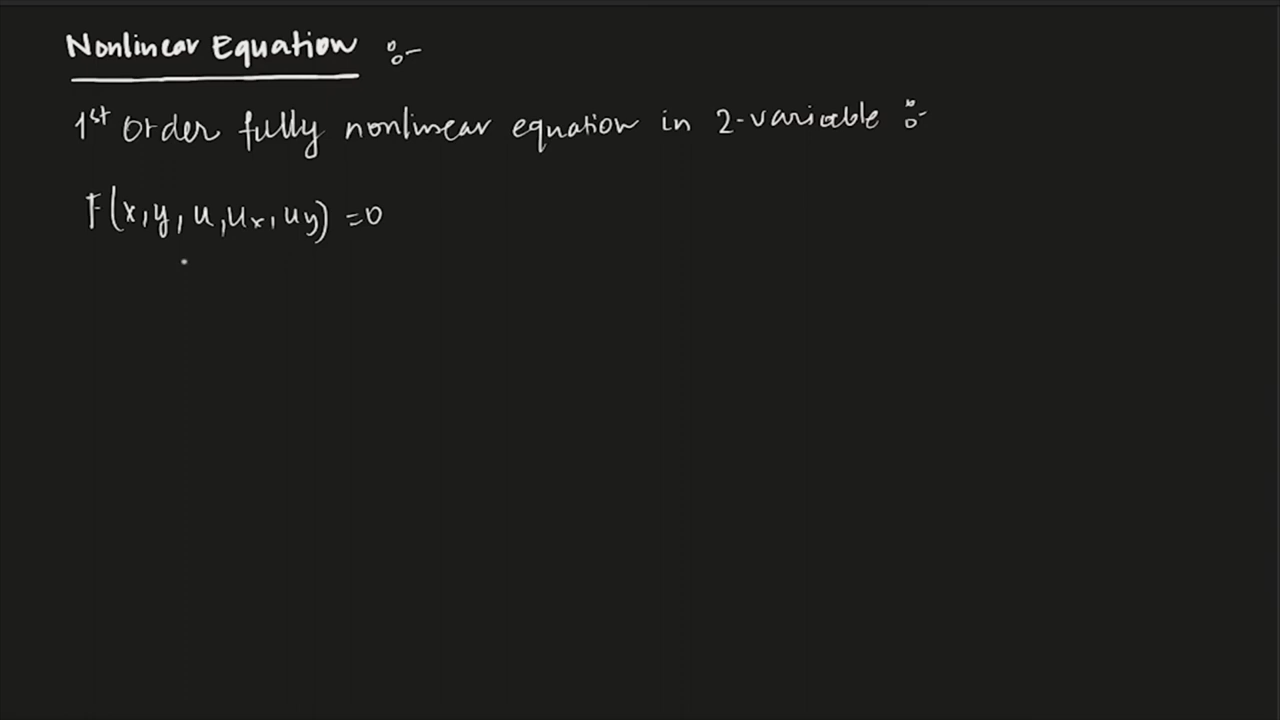 Nonlinear Equation :-
1st Order fully nonlinear equation in 2-variable :-
F(x, y, u, ux, uy) = 0